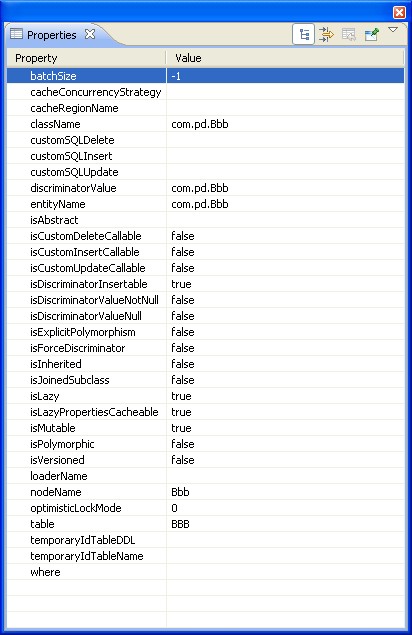 Properties
Property Value
batchSize -1
cacheConcurrencyStrategy
cacheRegionName
className com.pd.Bbb
customSQLDelete
customSQLInsert
customSQLUpdate
discriminatorValue com.pd.Bbb
entityName com.pd.Bbb
isAbstract
isCustomDeleteCallable false
isCustomInsertCallable false
isCustomUpdateCallable false
isDiscriminatorInsertable true
isDiscriminatorValueNotNull false
isDiscriminatorValueNull false
isExplicitPolymorphism false
isForceDiscriminator false
isInherited false
isJoinedSubclass false
isLazy true
isLazyPropertiesCacheable true
isMutable true
isPolymorphic false
isVersioned false
loaderName
nodeName Bbb
optimisticLockMode 0
table BBB
temporaryIdTableDDL
temporaryIdTableName
where